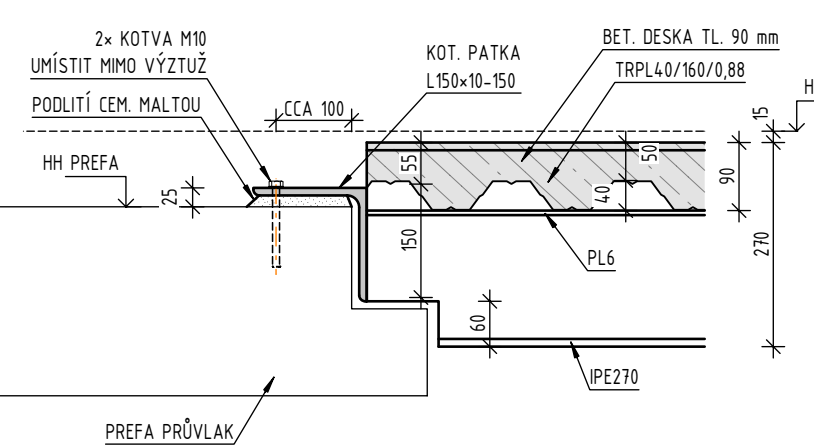 2× KOTVA M10
UMÍSTIT MIMO VÝZTUŽ
PODLITÍ CEM. MALTOU
CCA 100
KOT. PATKA
L150×10-150
BET. DESKA TL. 90 mm
TRPL40/160/0,88
H
15
HH PREFA
25
55
50
40
90
150
270
PL6
60
IPE270
PREFA PRŮVLAK